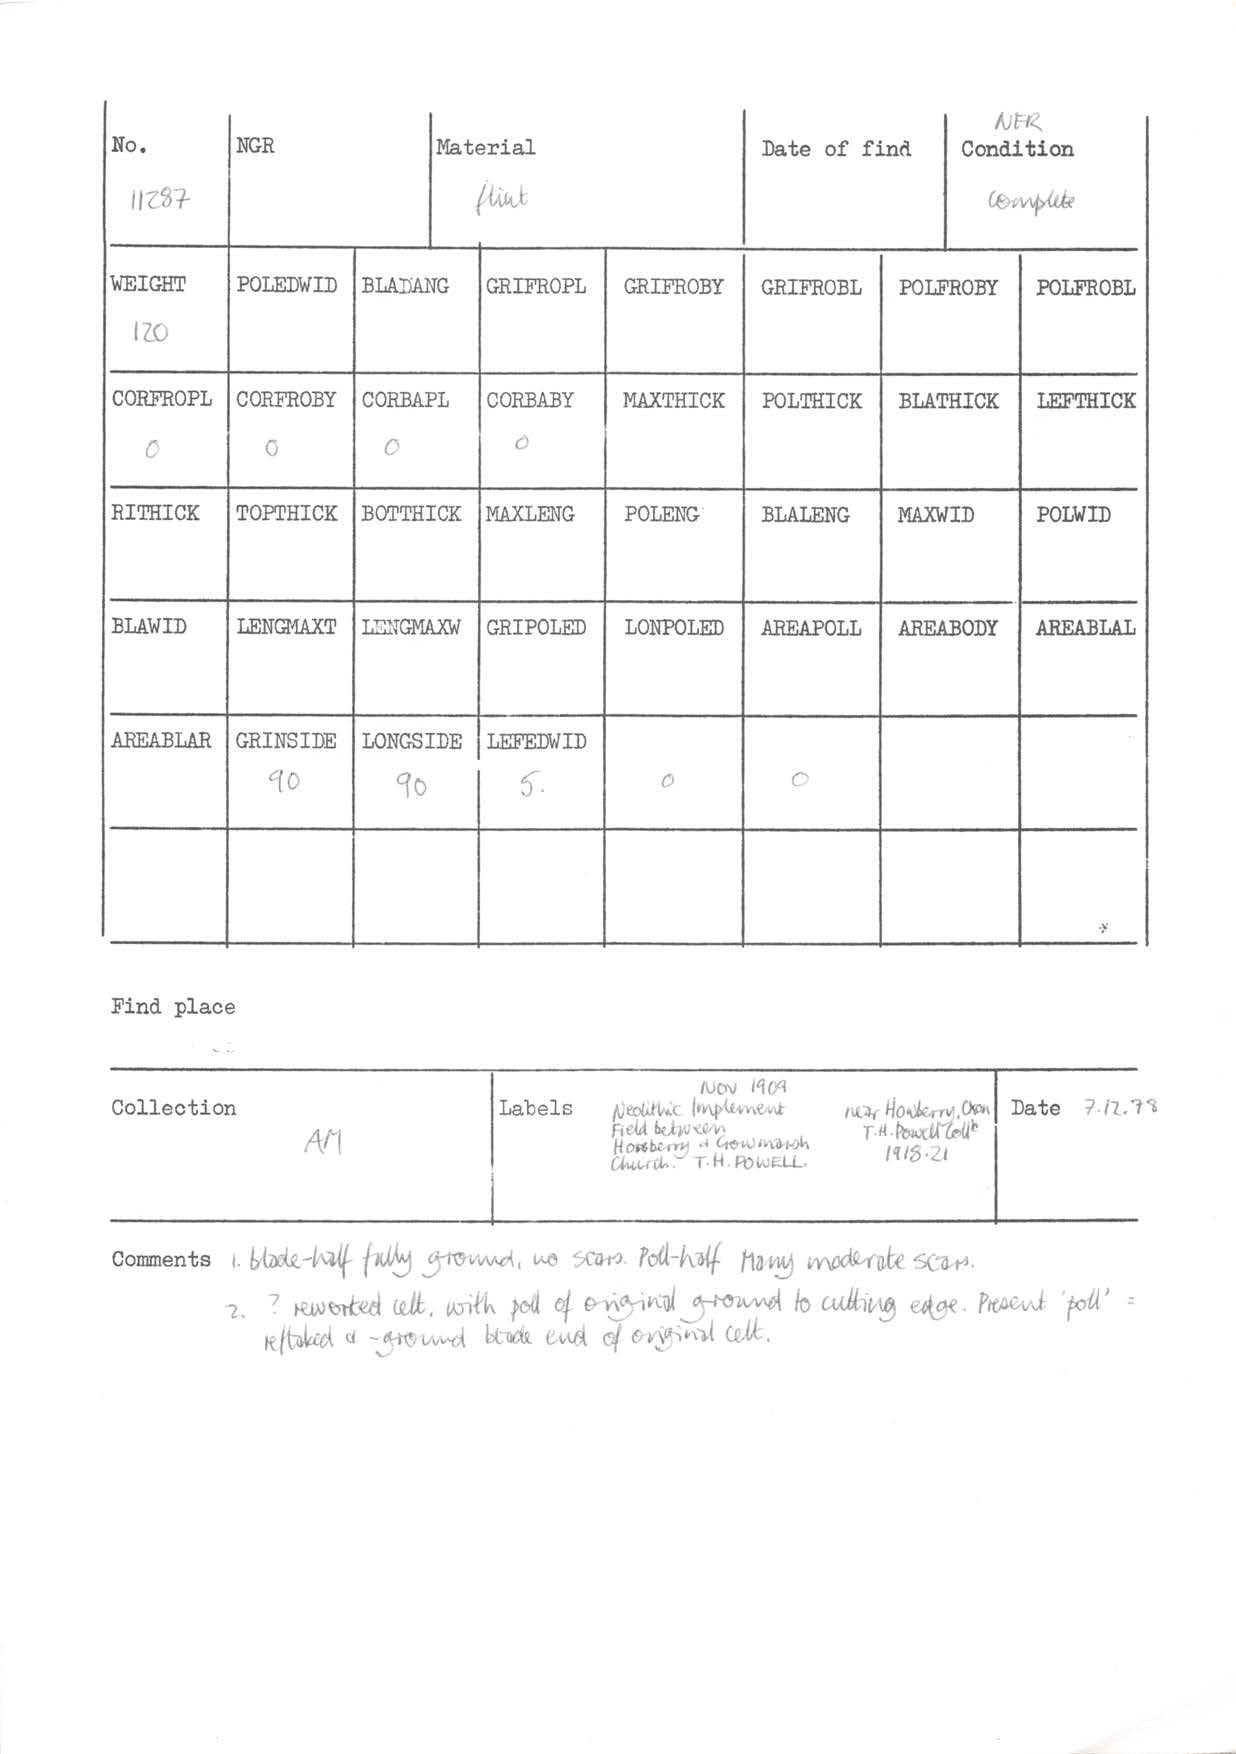 NER
No. NGR Material Date of find Condition
11287 flint complete
WEIGHT POLEDWID BLADANG GRIFROPL GRIFROBY GRIFROBL POLFROBY POLFROBL
120
CORFROPL CORFROBY CORBAPL CORBABY MAXTHICK POLTHICK BLATHICK LEFTHICK
0 0 0 0
RITHICK TOPTHICK BOTTHICK MAXLENG POLENG BLALENG MAXWID POLWID
BLAWID LENGMAXT LENGMAXW GRIPOLED LONPOLED AREAPOLL AREABODY AREABLAL
AREABLAR GRINSIDE LONGSIDE LEFEDWID
90 90 5. 0 0
Find place
Collection
AM
Labels
Nov 1909
Neolithic Implement
Field between
Howberry & Crowmarsh
Church. T.H. POWELL.
near Howberry, Oxon
T.H. Powell Colln
1918.21
Date 7.12.78
Comments 1. blade-half fully ground, no scars. Poll-half Many moderate scars.
2. ? reworked celt, with poll of original ground to cutting edge. Present 'poll' =
reflaked & -ground blade end of original celt.